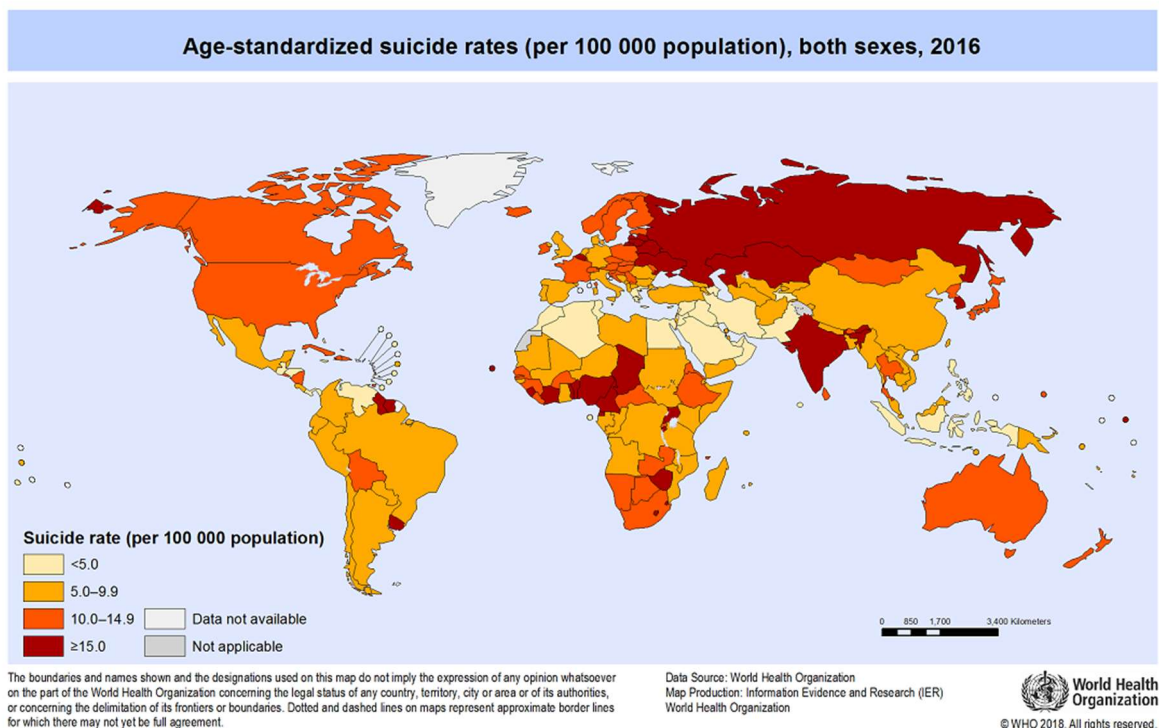 Age-standardized suicide rates (per 100 000 population), both sexes, 2016
Suicide rate (per 100 000 population)
<5.0
5.0–9.9
10.0–14.9
≥15.0
Data not available
Not applicable
0 850 1,700 3,400 Kilometers
The boundaries and names shown and the designations used on this map do not imply the expression of any opinion whatsoever
on the part of the World Health Organization concerning the legal status of any country, territory, city or area or of its authorities,
or concerning the delimitation of its frontiers or boundaries. Dotted and dashed lines on maps represent approximate border lines
for which there may not yet be full agreement.
Data Source: World Health Organization
Map Production: Information Evidence and Research (IER)
World Health Organization
World Health
Organization
© WHO 2018. All rights reserved.